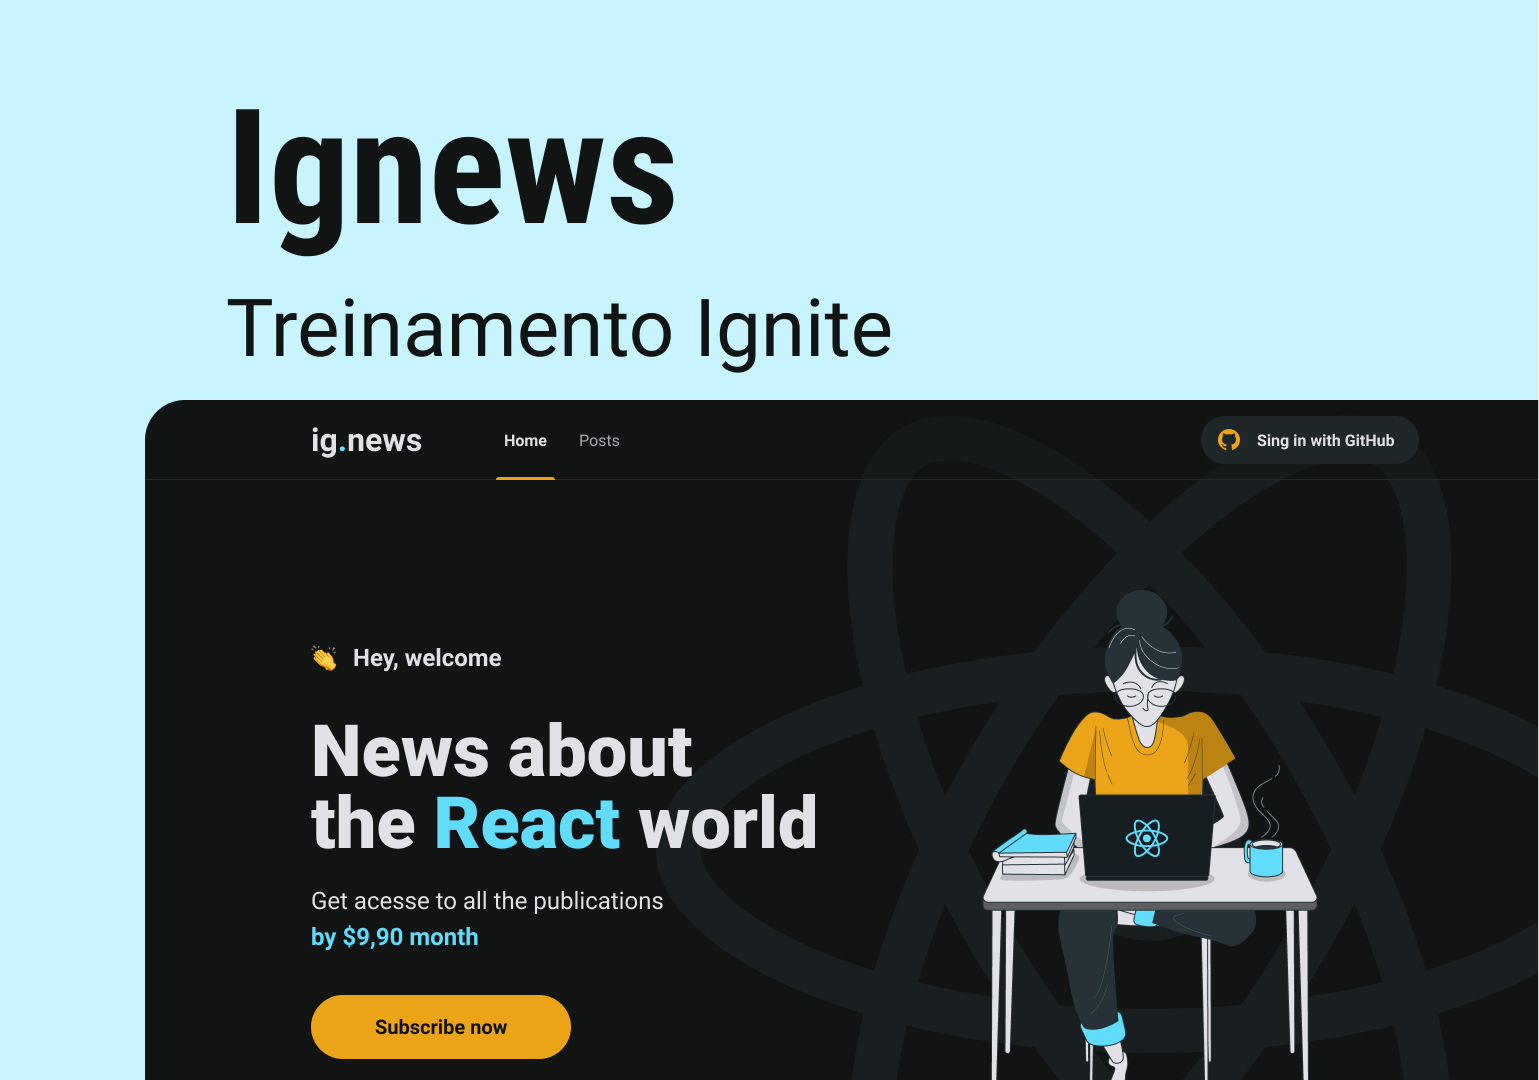 Ignews
Treinamento Ignite
ig.news
Home
Posts
Sing in with GitHub
👏 Hey, welcome
News about
the React world
Get acesse to all the publications
by $9,90 month
Subscribe now